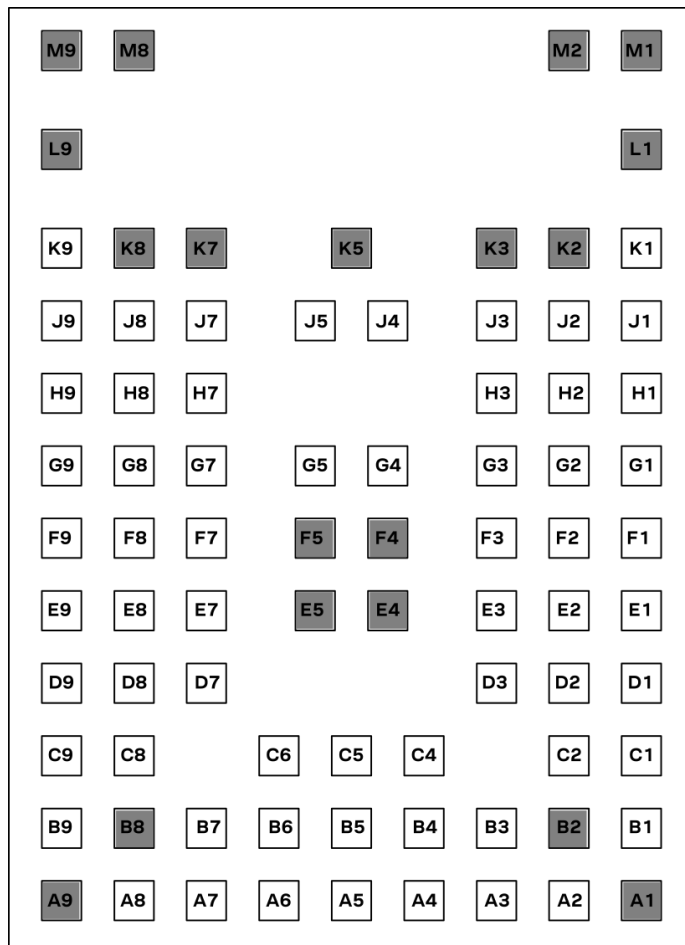 M9 M8 M2 M1
L9 L1
K9 K8 K7 K5 K3 K2 K1
J9 J8 J7 J5 J4 J3 J2 J1
H9 H8 H7 H3 H2 H1
G9 G8 G7 G5 G4 G3 G2 G1
F9 F8 F7 F5 F4 F3 F2 F1
E9 E8 E7 E5 E4 E3 E2 E1
D9 D8 D7 D3 D2 D1
C9 C8 C6 C5 C4 C2 C1
B9 B8 B7 B6 B5 B4 B3 B2 B1
A9 A8 A7 A6 A5 A4 A3 A2 A1